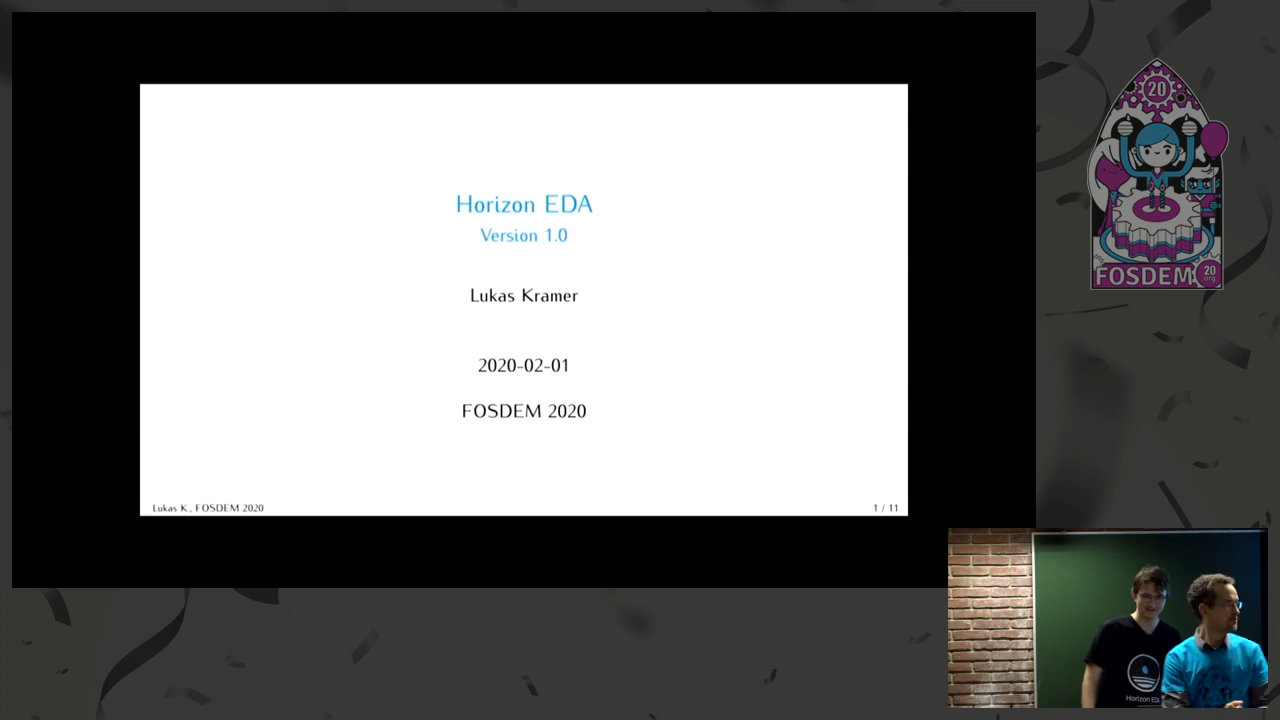 Horizon EDA
Version 1.0
Lukas Kramer
2020-02-01
FOSDEM 2020
Lukas K., FOSDEM 2020
1 / 11
20
FOSDEM
20
.org
Horizon EDA